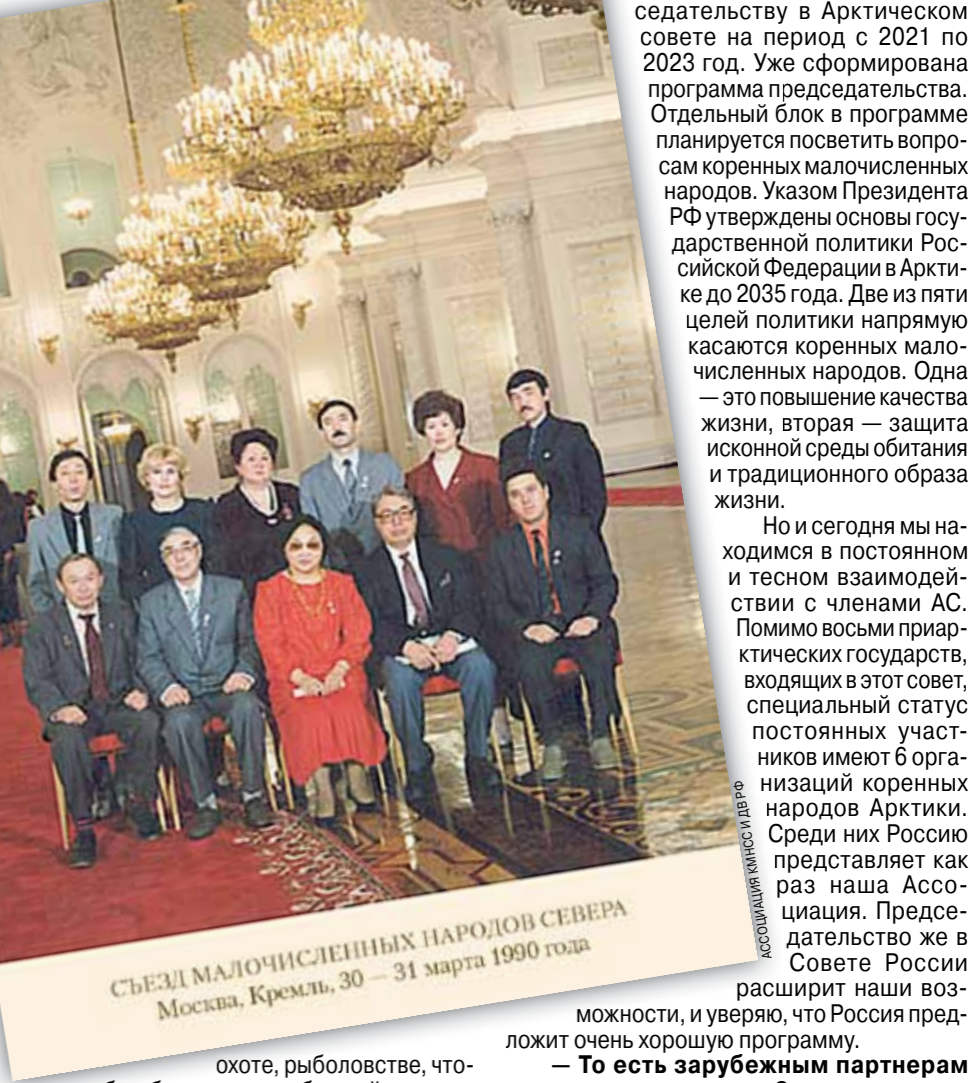 СЪЕЗД МАЛОЧИСЛЕННЫХ НАРОДОВ СЕВЕРА
Москва, Кремль, 30 — 31 марта 1990 года
АССОЦИАЦИЯ КМНСС И ДВ РФ
охоте, рыболовстве, что-
седательству в Арктическом
совете на период с 2021 по
2023 год. Уже сформирована
программа председательства.
Отдельный блок в программе
планируется посветить вопро-
сам коренных малочисленных
народов. Указом Президента
РФ утверждены основы госу-
дарственной политики Рос-
сийской Федерации в Аркти-
ке до 2035 года. Две из пяти
целей политики напрямую
касаются коренных мало-
численных народов. Одна
— это повышение качества
жизни, вторая — защита
исконной среды обитания
и традиционного образа
жизни.
Но и сегодня мы на-
ходимся в постоянном
и тесном взаимодей-
ствии с членами АС.
Помимо восьми приар-
ктических государств,
входящих в этот совет,
специальный статус
постоянных участ-
ников имеют 6 орга-
низаций коренных
народов Арктики.
Среди них Россию
представляет как
раз наша Ассо-
циация. Предсе-
дательство же в
Совете России
расширит наши воз-
можности, и уверяю, что Россия пред-
ложит очень хорошую программу.
— То есть зарубежным партнерам